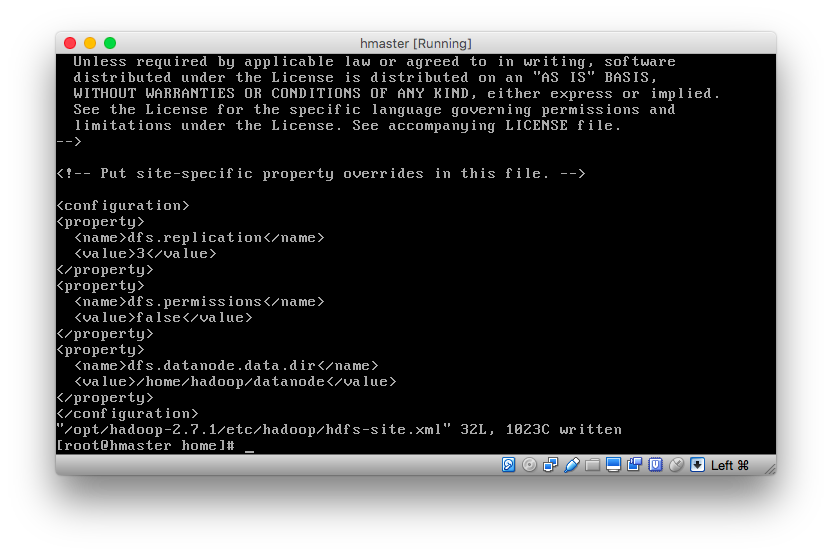 hmaster [Running]
Unless required by applicable law or agreed to in writing, software
distributed under the License is distributed on an "AS IS" BASIS,
WITHOUT WARRANTIES OR CONDITIONS OF ANY KIND, either express or implied.
See the License for the specific language governing permissions and
limitations under the License. See accompanying LICENSE file.
-->
<!-- Put site-specific property overrides in this file. -->
<configuration>
<property>
<name>dfs.replication</name>
<value>3</value>
</property>
<property>
<name>dfs.permissions</name>
<value>false</value>
</property>
<property>
<name>dfs.datanode.data.dir</name>
<value>/home/hadoop/datanode</value>
</property>
</configuration>
"/opt/hadoop-2.7.1/etc/hadoop/hdfs-site.xml" 32L, 1023C written
[root@hmaster home]# _
Left ⌘